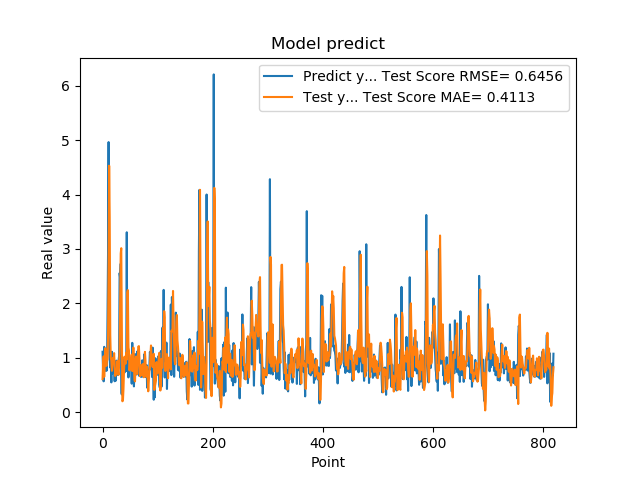 Model predict
Predict y... Test Score RMSE= 0.6456
Test y... Test Score MAE= 0.4113
Real value
6
5
4
3
2
1
0
0 200 400 600 800
Point